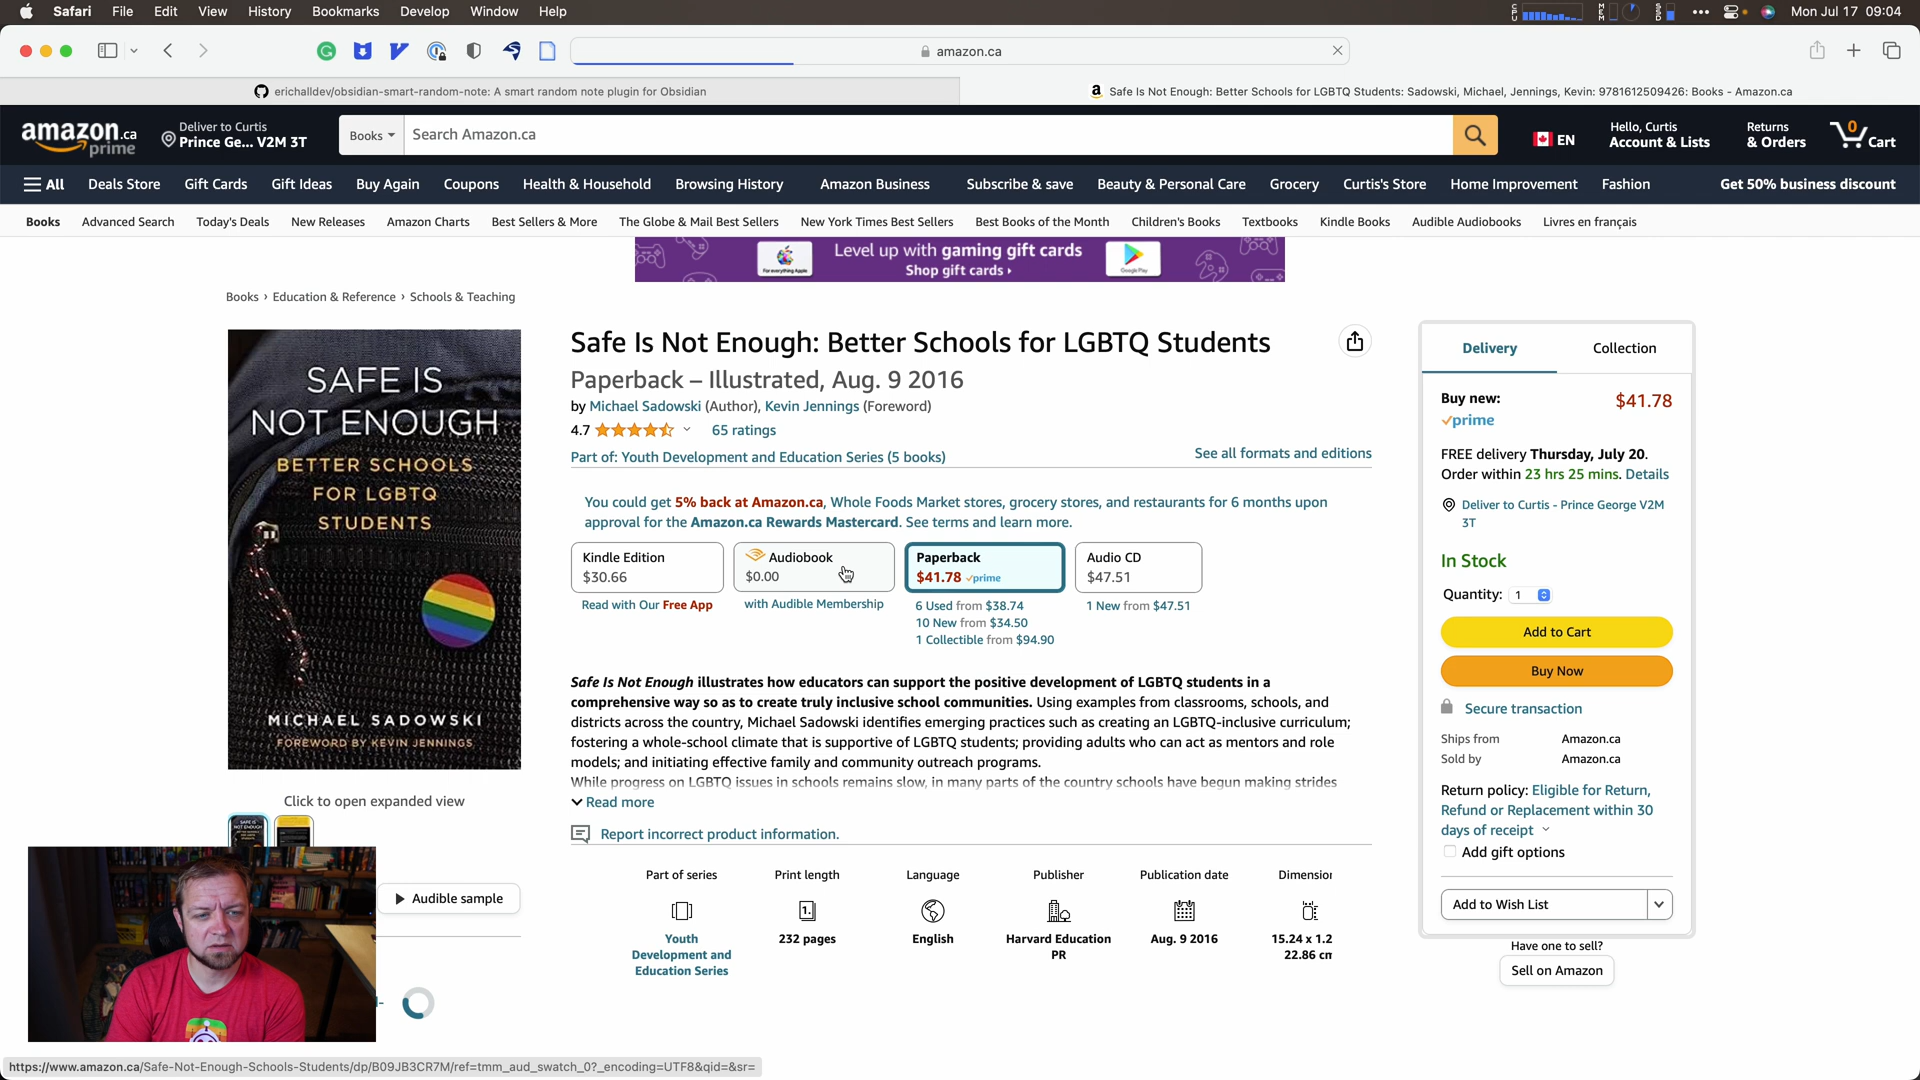 Safari File Edit View History Bookmarks Develop Window Help
CPU MEM SSD Mon Jul 17 09:04
amazon.ca
erichalldev/obsidian-smart-random-note: A smart random note plugin for Obsidian
Safe Is Not Enough: Better Schools for LGBTQ Students: Sadowski, Michael, Jennings, Kevin: 9781612509426: Books - Amazon.ca
amazon.ca prime
Deliver to Curtis
Prince Ge... V2M 3T
Books
Search Amazon.ca
EN
Hello, Curtis
Account & Lists
Returns
& Orders
0
Cart
All Deals Store Gift Cards Gift Ideas Buy Again Coupons Health & Household Browsing History Amazon Business Subscribe & save Beauty & Personal Care Grocery Curtis's Store Home Improvement Fashion Get 50% business discount
Books Advanced Search Today's Deals New Releases Amazon Charts Best Sellers & More The Globe & Mail Best Sellers New York Times Best Sellers Best Books of the Month Children's Books Textbooks Kindle Books Audible Audiobooks Livres en français
For everything Apple
Level up with gaming gift cards
Shop gift cards ›
Google Play
Books › Education & Reference › Schools & Teaching
SAFE IS
NOT ENOUGH
BETTER SCHOOLS
FOR LGBTQ
STUDENTS
MICHAEL SADOWSKI
FOREWORD BY KEVIN JENNINGS
Click to open expanded view
SAFE IS
NOT ENOUGH
Audible sample
Safe Is Not Enough: Better Schools for LGBTQ Students
Paperback – Illustrated, Aug. 9 2016
by Michael Sadowski (Author), Kevin Jennings (Foreword)
4.7 65 ratings
Part of: Youth Development and Education Series (5 books)
See all formats and editions
You could get 5% back at Amazon.ca, Whole Foods Market stores, grocery stores, and restaurants for 6 months upon
approval for the Amazon.ca Rewards Mastercard. See terms and learn more.
Kindle Edition
$30.66
Read with Our Free App
Audiobook
$0.00
with Audible Membership
Paperback
$41.78 prime
6 Used from $38.74
10 New from $34.50
1 Collectible from $94.90
Audio CD
$47.51
1 New from $47.51
Safe Is Not Enough illustrates how educators can support the positive development of LGBTQ students in a
comprehensive way so as to create truly inclusive school communities. Using examples from classrooms, schools, and
districts across the country, Michael Sadowski identifies emerging practices such as creating an LGBTQ-inclusive curriculum;
fostering a whole-school climate that is supportive of LGBTQ students; providing adults who can act as mentors and role
models; and initiating effective family and community outreach programs.
While progress on LGBTQ issues in schools remains slow, in many parts of the country schools have begun making strides
Read more
Report incorrect product information.
Part of series
Youth
Development and
Education Series
Print length
232 pages
Language
English
Publisher
Harvard Education
PR
Publication date
Aug. 9 2016
Dimension
15.24 x 1.2
22.86 cm
Delivery
Collection
Buy new: $41.78
prime
FREE delivery Thursday, July 20.
Order within 23 hrs 25 mins. Details
Deliver to Curtis - Prince George V2M
3T
In Stock
Quantity: 1
Add to Cart
Buy Now
Secure transaction
Ships from Amazon.ca
Sold by Amazon.ca
Return policy: Eligible for Return,
Refund or Replacement within 30
days of receipt
Add gift options
Add to Wish List
Have one to sell?
Sell on Amazon
https://www.amazon.ca/Safe-Not-Enough-Schools-Students/dp/B09JB3CR7M/ref=tmm_aud_swatch_0?_encoding=UTF8&qid=&sr=